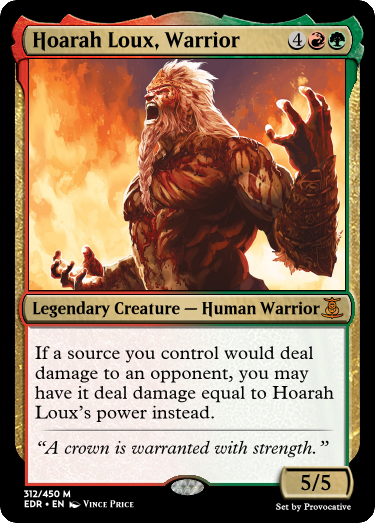 Hoarah Loux, Warrior 4
Legendary Creature — Human Warrior
If a source you control would deal
damage to an opponent, you may
have it deal damage equal to Hoarah
Loux's power instead.
“A crown is warranted with strength.”
5/5
312/450 M
EDR • EN Vince Price
Set by Provocative